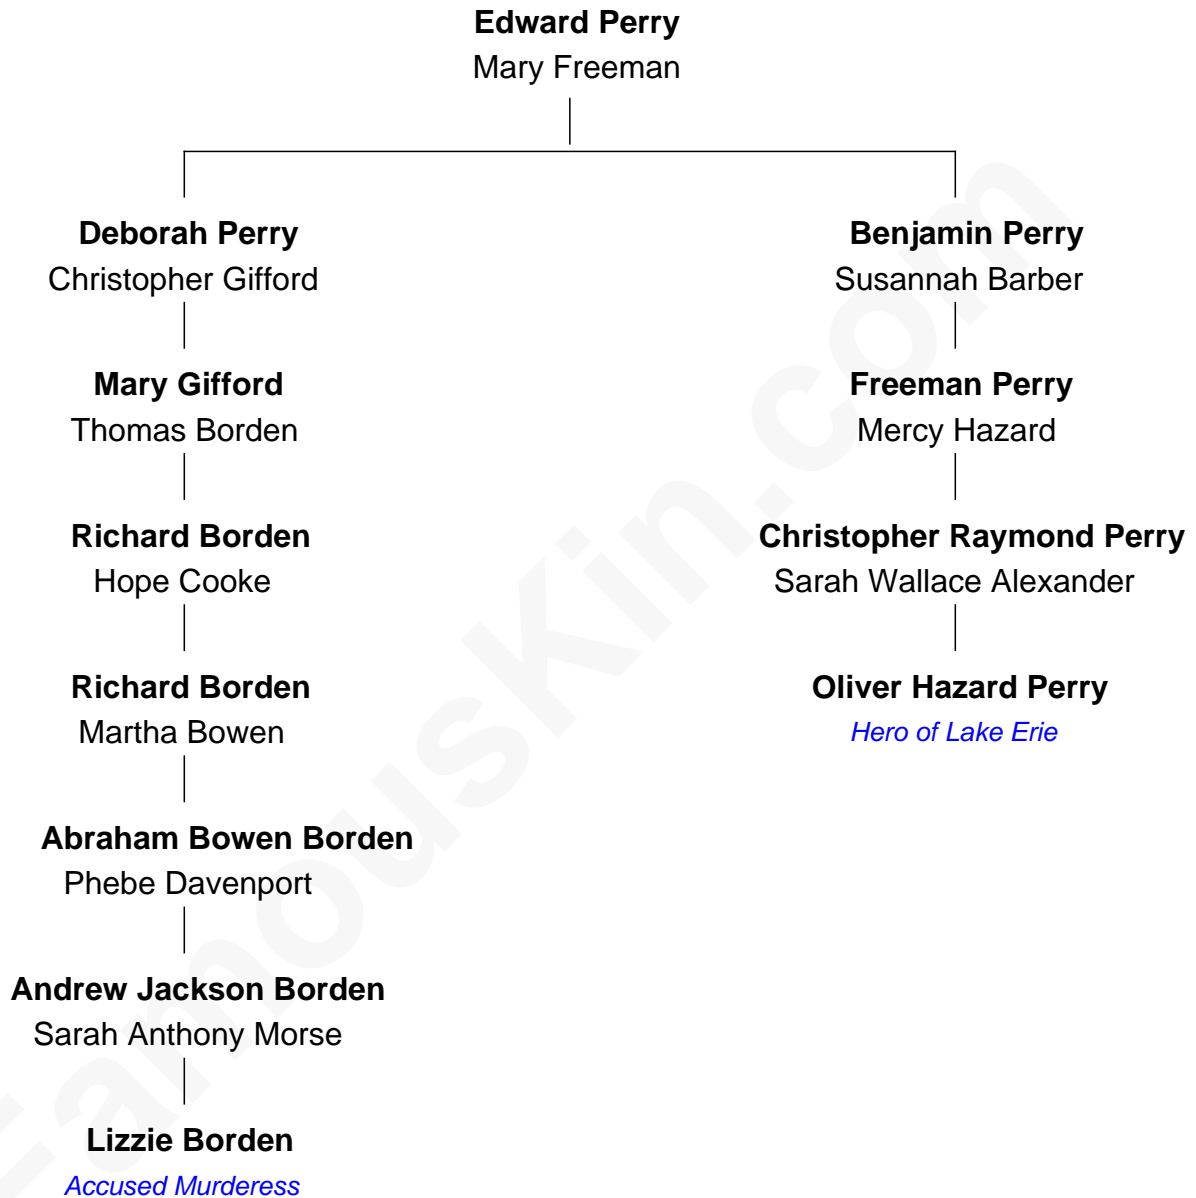 Edward Perry
Mary Freeman
Deborah Perry
Christopher Gifford
Benjamin Perry
Susannah Barber
Mary Gifford
Thomas Borden
Freeman Perry
Mercy Hazard
Richard Borden
Hope Cooke
Christopher Raymond Perry
Sarah Wallace Alexander
Richard Borden
Martha Bowen
Oliver Hazard Perry
Hero of Lake Erie
Abraham Bowen Borden
Phebe Davenport
Andrew Jackson Borden
Sarah Anthony Morse
Lizzie Borden
Accused Murderess
FamousKin.com